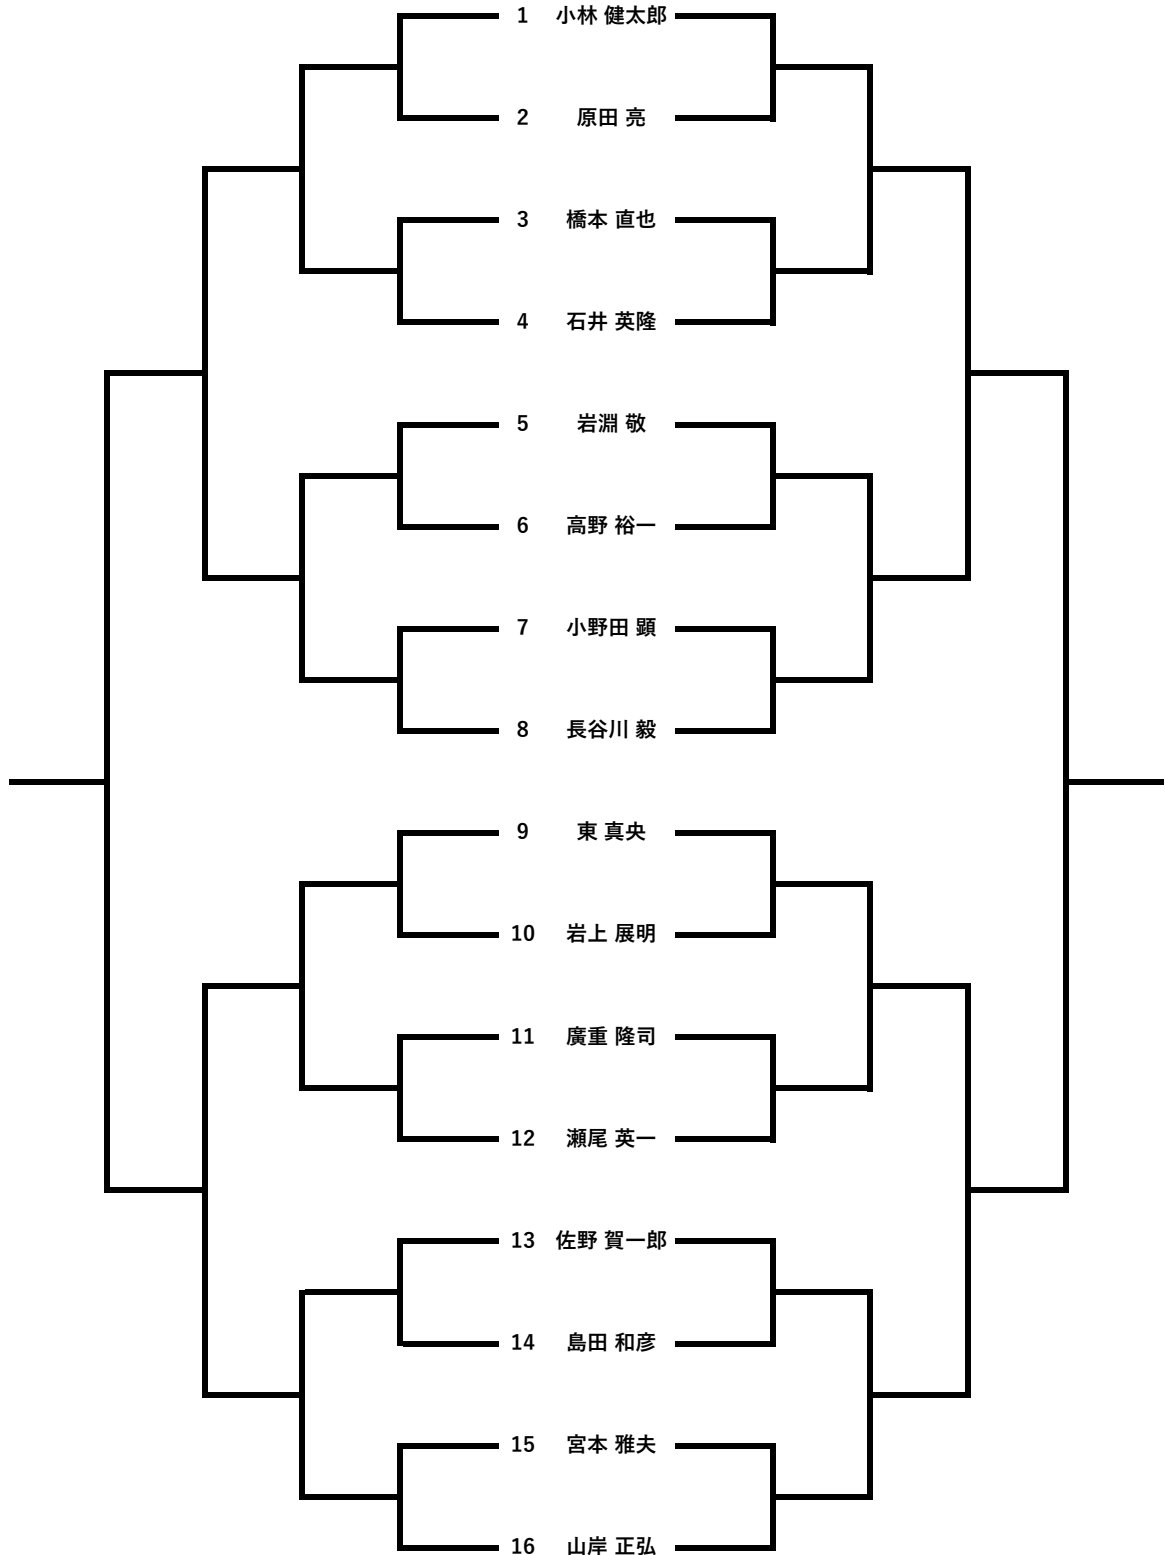 1 小林 健太郎
2 原田 亮
3 橋本 直也
4 石井 英隆
5 岩淵 敬
6 高野 裕一
7 小野田 顕
8 長谷川 毅
9 東 真央
10 岩上 展明
11 廣重 隆司
12 瀬尾 英一
13 佐野 賀一郎
14 島田 和彦
15 宮本 雅夫
16 山岸 正弘